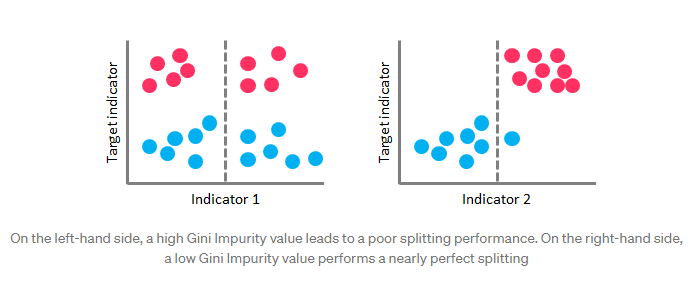 Target indicator
Indicator 1
Target indicator
Indicator 2
On the left-hand side, a high Gini Impurity value leads to a poor splitting performance. On the right-hand side,
a low Gini Impurity value performs a nearly perfect splitting